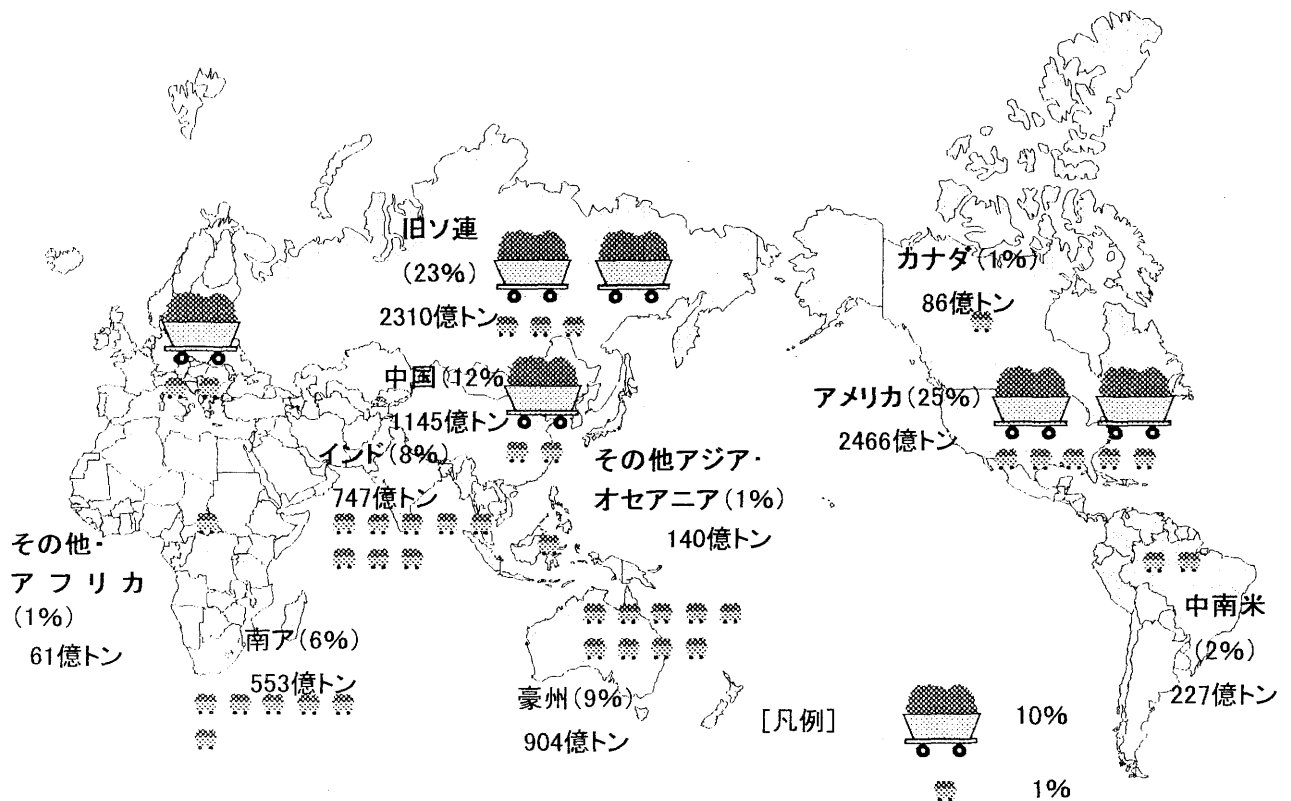 旧ソ連
(23%)
2310億トン
カナダ(1%)
86億トン
中国(12%
1145億トン
アメリカ(25%)
2466億トン
インド(8%)
747億トン
その他アジア・
オセアニア(1%)
140億トン
その他・
アフリカ
(1%)
61億トン
南ア(6%)
553億トン
豪州(9%)
904億トン
中南米
(2%)
227億トン
[凡例]
10%
1%